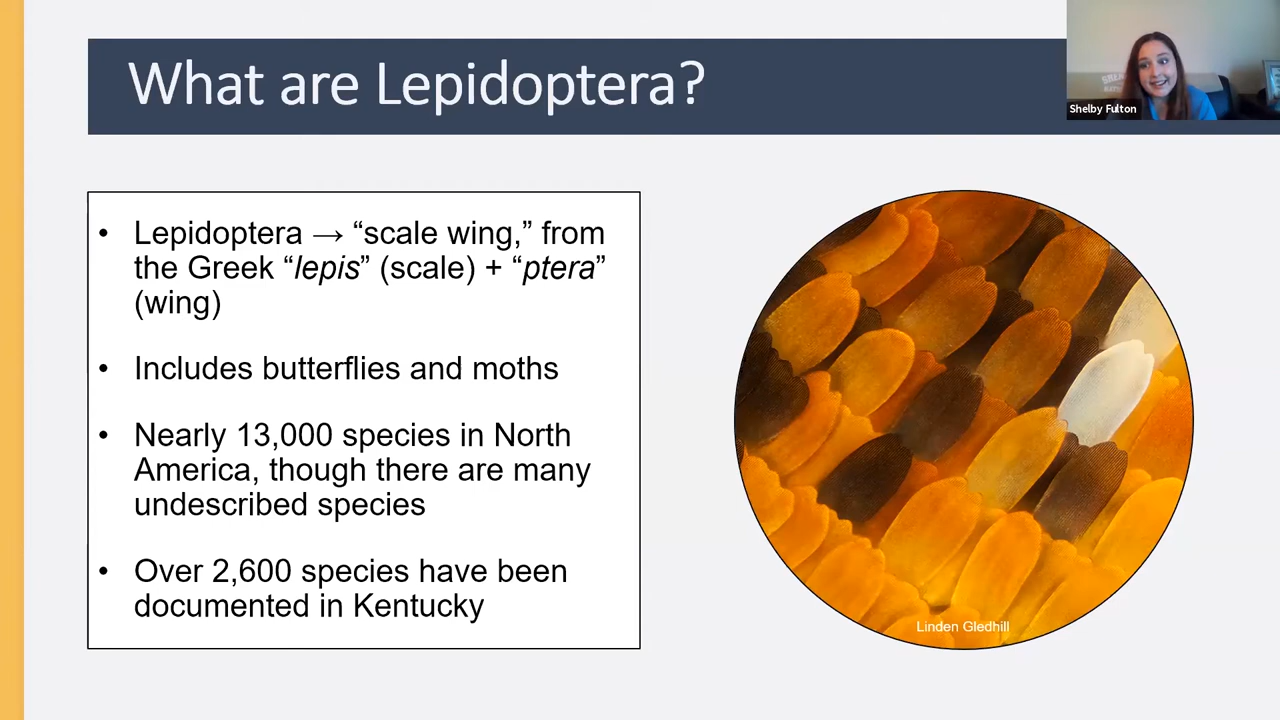 What are Lepidoptera?
Shelby Fulton
• Lepidoptera → “scale wing,” from
the Greek “lepis” (scale) + “ptera”
(wing)
• Includes butterflies and moths
• Nearly 13,000 species in North
America, though there are many
undescribed species
• Over 2,600 species have been
documented in Kentucky
Linden Gledhill